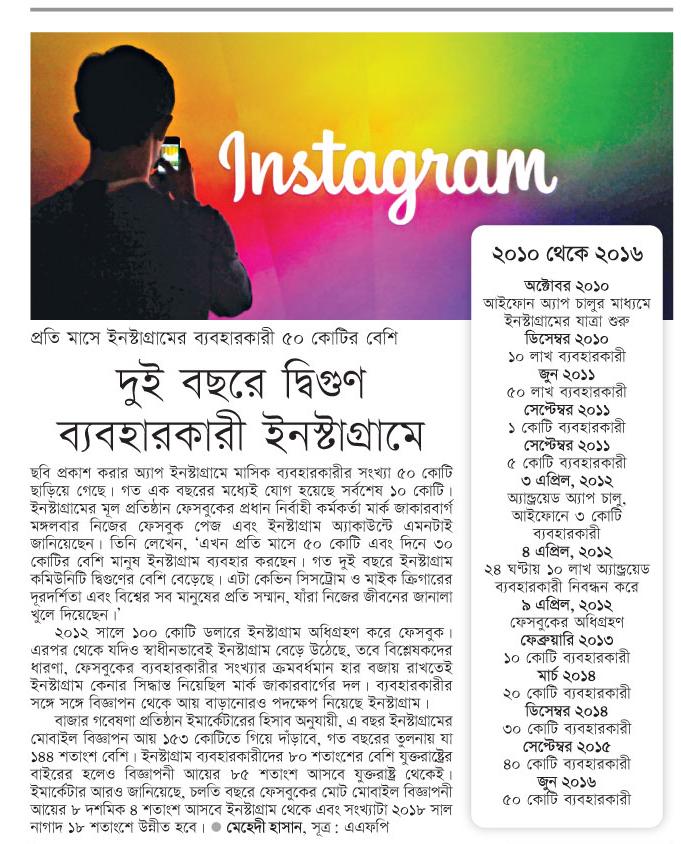 Instagram
প্রতি মাসে ইনস্টাগ্রামের ব্যবহারকারী ৫০ কোটির বেশি
দুই বছরে দ্বিগুণ
ব্যবহারকারী ইনস্টাগ্রামে
ছবি প্রকাশ করার অ্যাপ ইনস্টাগ্রামে মাসিক ব্যবহারকারীর সংখ্যা ৫০ কোটি
ছাড়িয়ে গেছে। গত এক বছরের মধ্যেই যোগ হয়েছে সর্বশেষ ১০ কোটি।
ইনস্টাগ্রামের মূল প্রতিষ্ঠান ফেসবুকের প্রধান নির্বাহী কর্মকর্তা মার্ক জাকারবার্গ
মঙ্গলবার নিজের ফেসবুক পেজ এবং ইনস্টাগ্রাম অ্যাকাউন্টে এমনটাই
জানিয়েছেন। তিনি লেখেন, ‘এখন প্রতি মাসে ৫০ কোটি এবং দিনে ৩০
কোটির বেশি মানুষ ইনস্টাগ্রাম ব্যবহার করছেন। গত দুই বছরে ইনস্টাগ্রাম
কমিউনিটি দ্বিগুণের বেশি বেড়েছে। এটা কেভিন সিসট্রোম ও মাইক ক্রিগারের
দূরদর্শিতা এবং বিশ্বের সব মানুষের প্রতি সম্মান, যাঁরা নিজের জীবনের জানালা
খুলে দিয়েছেন।’
২০১২ সালে ১০০ কোটি ডলারে ইনস্টাগ্রাম অধিগ্রহণ করে ফেসবুক।
এরপর থেকে যদিও স্বাধীনভাবেই ইনস্টাগ্রাম বেড়ে উঠেছে, তবে বিশ্লেষকদের
ধারণা, ফেসবুকের ব্যবহারকারীর সংখ্যার ক্রমবর্ধমান হার বজায় রাখতেই
ইনস্টাগ্রাম কেনার সিদ্ধান্ত নিয়েছিল মার্ক জাকারবার্গের দল। ব্যবহারকারীর
সঙ্গে সঙ্গে বিজ্ঞাপন থেকে আয় বাড়ানোরও পদক্ষেপ নিয়েছে ইনস্টাগ্রাম।
বাজার গবেষণা প্রতিষ্ঠান ইমার্কেটারের হিসাব অনুযায়ী, এ বছর ইনস্টাগ্রামের
মোবাইল বিজ্ঞাপন আয় ১৫৩ কোটিতে গিয়ে দাঁড়াবে, গত বছরের তুলনায় যা
১৪৪ শতাংশ বেশি। ইনস্টাগ্রাম ব্যবহারকারীদের ৮০ শতাংশের বেশি যুক্তরাষ্ট্রের
বাইরের হলেও বিজ্ঞাপনী আয়ের ৮৫ শতাংশ আসবে যুক্তরাষ্ট্র থেকেই।
ইমার্কেটার আরও জানিয়েছে, চলতি বছরে ফেসবুকের মোট মোবাইল বিজ্ঞাপনী
আয়ের ৮ দশমিক ৪ শতাংশ আসবে ইনস্টাগ্রাম থেকে এবং সংখ্যাটা ২০১৮ সাল
নাগাদ ১৮ শতাংশে উন্নীত হবে। ● মেহেদী হাসান, সূত্র : এএফপি
২০১০ থেকে ২০১৬
অক্টোবর ২০১০
আইফোন অ্যাপ চালুর মাধ্যমে
ইনস্টাগ্রামের যাত্রা শুরু
ডিসেম্বর ২০১০
১০ লাখ ব্যবহারকারী
জুন ২০১১
৫০ লাখ ব্যবহারকারী
সেপ্টেম্বর ২০১১
১ কোটি ব্যবহারকারী
সেপ্টেম্বর ২০১১
৫ কোটি ব্যবহারকারী
৩ এপ্রিল, ২০১২
অ্যান্ড্রয়েড অ্যাপ চালু,
আইফোনে ৩ কোটি
ব্যবহারকারী
৪ এপ্রিল, ২০১২
২৪ ঘণ্টায় ১০ লাখ অ্যান্ড্রয়েড
ব্যবহারকারী নিবন্ধন করে
৯ এপ্রিল, ২০১২
ফেসবুকের অধিগ্রহণ
ফেব্রুয়ারি ২০১৩
১০ কোটি ব্যবহারকারী
মার্চ ২০১৪
২০ কোটি ব্যবহারকারী
ডিসেম্বর ২০১৪
৩০ কোটি ব্যবহারকারী
সেপ্টেম্বর ২০১৫
৪০ কোটি ব্যবহারকারী
জুন ২০১৬
৫০ কোটি ব্যবহারকারী